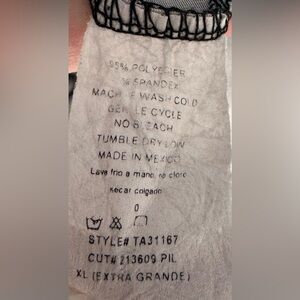 95% POLYESTER
% SPANDEX
MACHINE WASH COLD
GENTLE CYCLE
NO BLEACH
TUMBLE DRY LOW
MADE IN MEXICO
Lave frio a mano, no cloro
secar colgado
0
STYLE# TA31167
CUT# 213609 PIL
XL (EXTRA GRANDE)